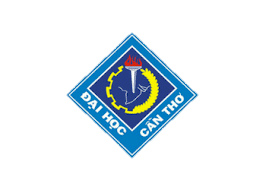 ĐẠI HỌC
CẦN THƠ